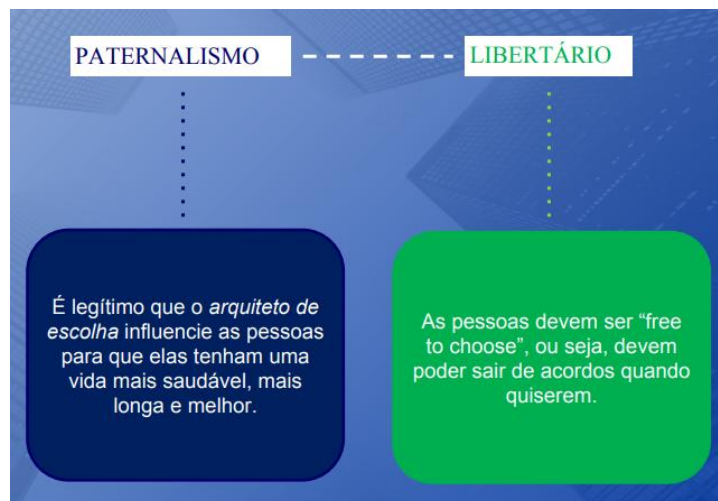 PATERNALISMO
LIBERTÁRIO
É legítimo que o arquiteto de
escolha influencie as pessoas
para que elas tenham uma
vida mais saudável, mais
longa e melhor.
As pessoas devem ser “free
to choose”, ou seja, devem
poder sair de acordos quando
quiserem.